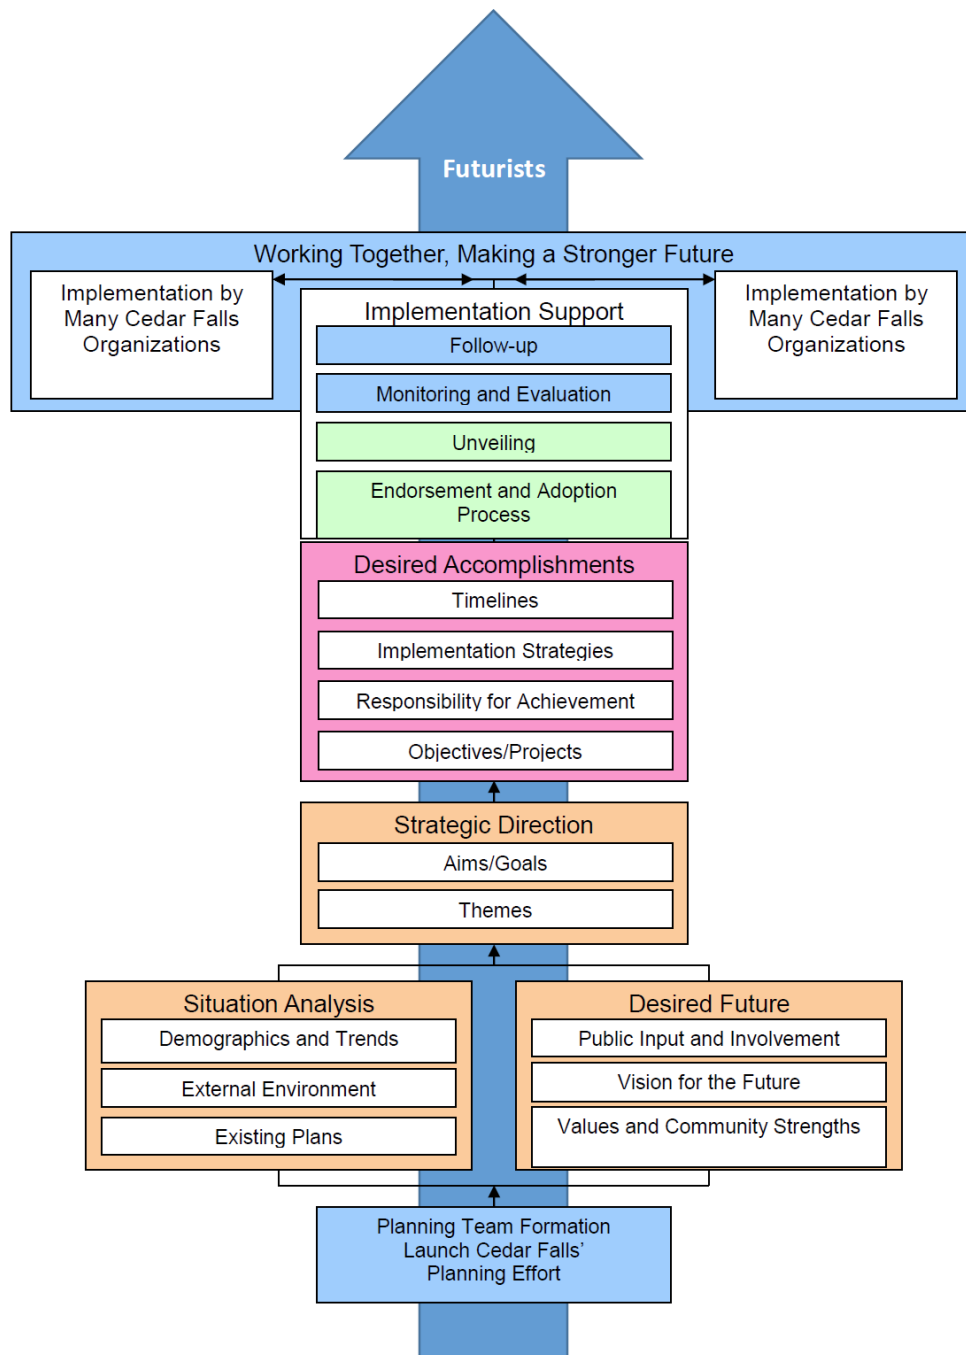 Futurists
Working Together, Making a Stronger Future
Implementation by
Many Cedar Falls
Organizations
Implementation by
Many Cedar Falls
Organizations
Implementation Support
Follow-up
Monitoring and Evaluation
Unveiling
Endorsement and Adoption
Process
Desired Accomplishments
Timelines
Implementation Strategies
Responsibility for Achievement
Objectives/Projects
Strategic Direction
Aims/Goals
Themes
Situation Analysis
Demographics and Trends
External Environment
Existing Plans
Desired Future
Public Input and Involvement
Vision for the Future
Values and Community Strengths
Planning Team Formation
Launch Cedar Falls’
Planning Effort